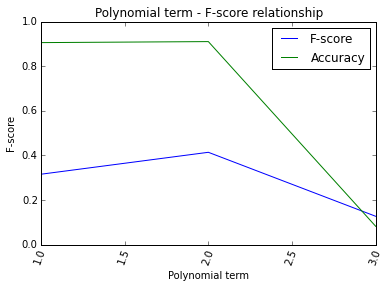 Polynomial term - F-score relationship
1.0
0.8
0.6
0.4
0.2
0.0
F-score
F-score
Accuracy
1.0
1.5
2.0
2.5
3.0
Polynomial term